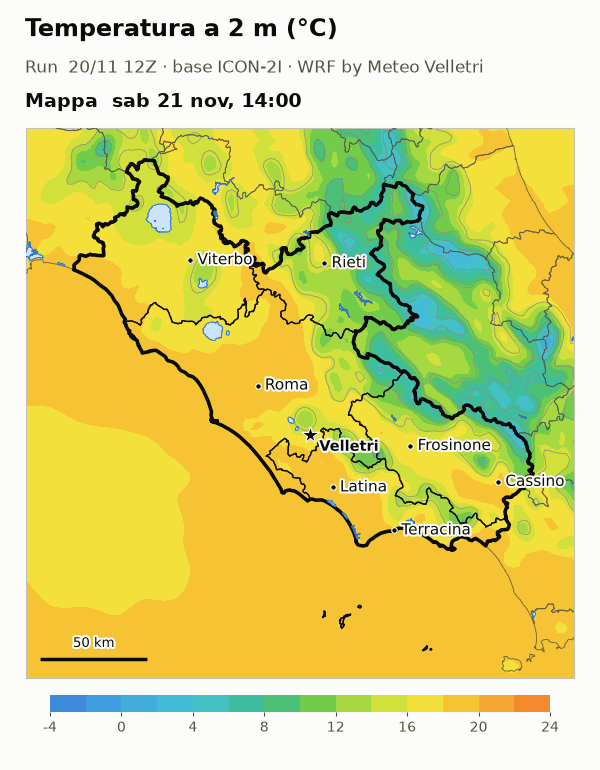 Temperatura a 2 m (°C)
Run  20/11 12Z · base ICON-2I · WRF by Meteo Velletri
Mappa  sab 21 nov, 14:00
Viterbo
Rieti
Roma
Velletri
Frosinone
Cassino
Latina
Terracina
50 km
-4 0 4 8 12 16 20 24